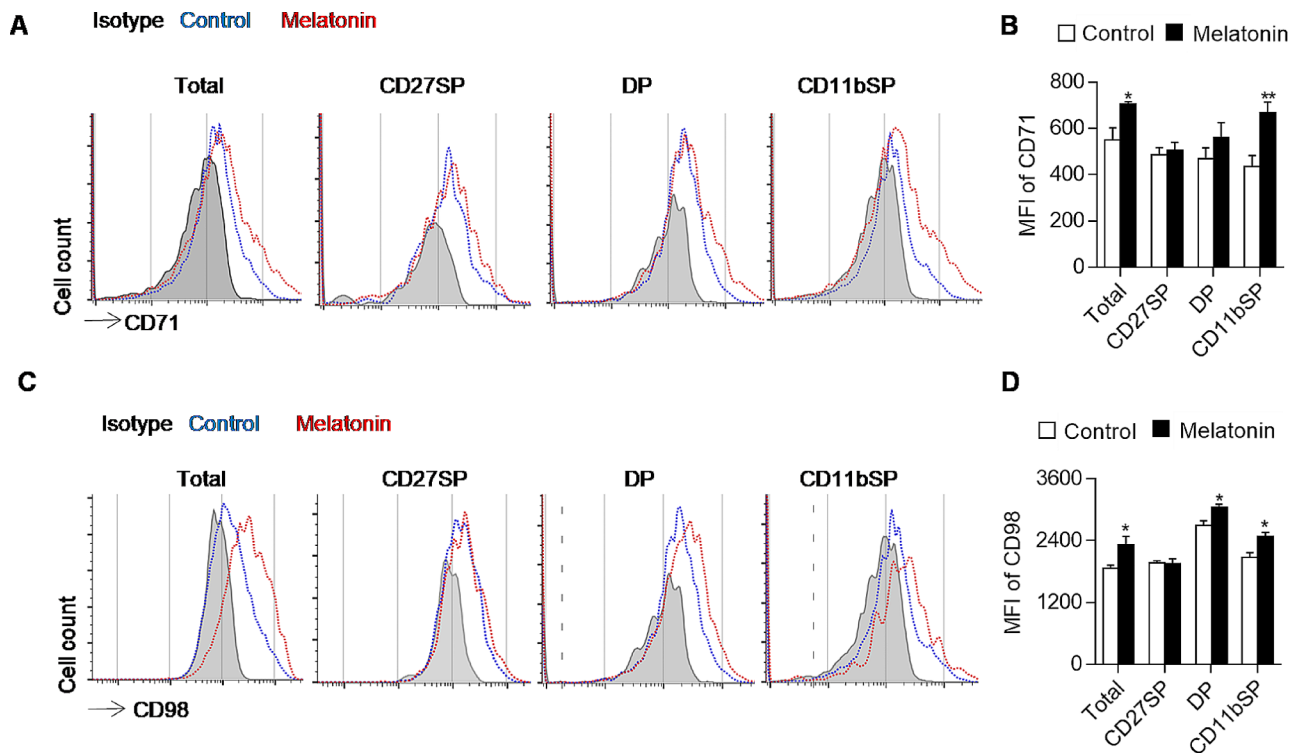 A
Isotype Control Melatonin
Total CD27SP DP CD11bSP
Cell count
CD71
B
Control Melatonin
MFI of CD71
800
600
400
200
0
* **
Total CD27SP DP CD11bSP
C
Isotype Control Melatonin
Total CD27SP DP CD11bSP
Cell count
CD98
D
Control Melatonin
MFI of CD98
3600
2400
1200
0
* * *
Total CD27SP DP CD11bSP